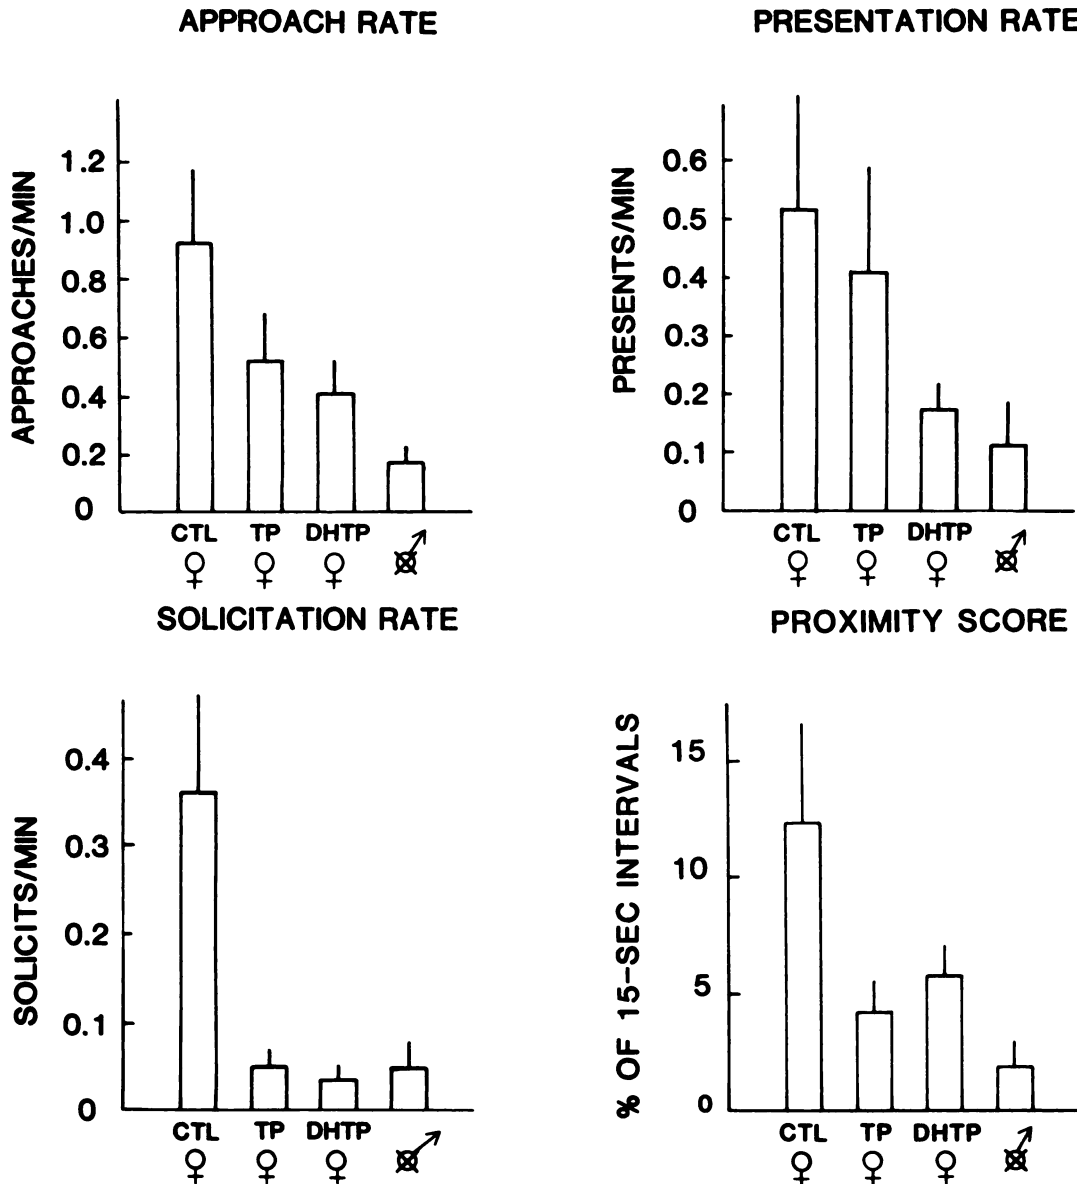 APPROACH RATE
APPROACHES/MIN
1.2
1.0
0.8
0.6
0.4
0.2
0
CTL TP DHTP
♀ ♀ ♀ ♂
PRESENTATION RATE
PRESENTS/MIN
0.6
0.5
0.4
0.3
0.2
0.1
0
CTL TP DHTP
♀ ♀ ♀ ♂
SOLICITATION RATE
SOLICITS/MIN
0.4
0.3
0.2
0.1
0
CTL TP DHTP
♀ ♀ ♀ ♂
PROXIMITY SCORE
% OF 15-SEC INTERVALS
15
10
5
0
CTL TP DHTP
♀ ♀ ♀ ♂